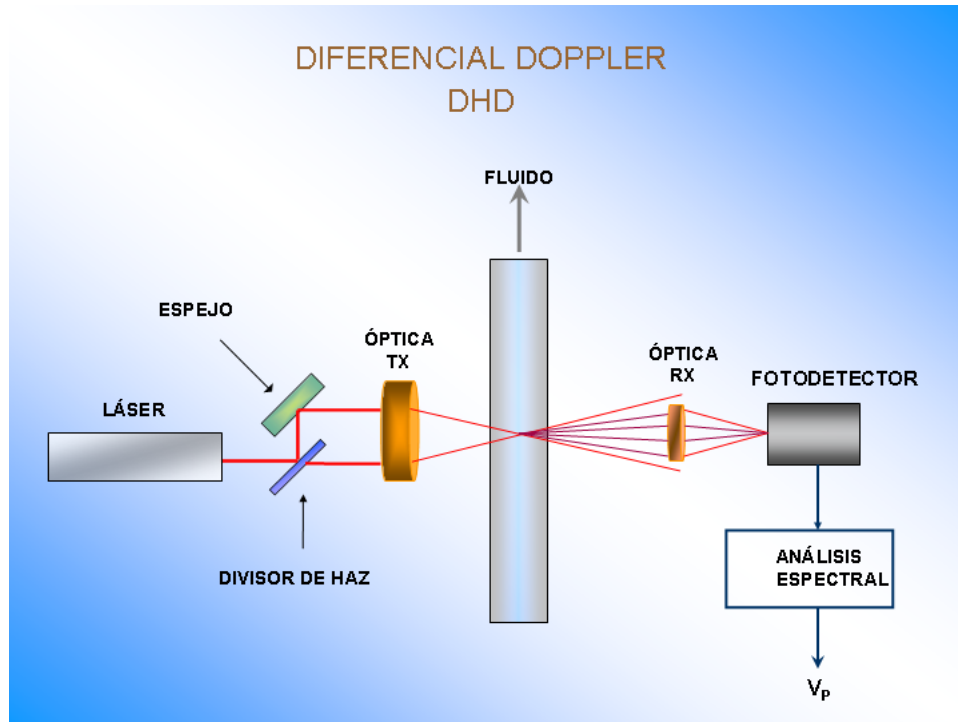 DIFERENCIAL DOPPLER
DHD
FLUIDO
ESPEJO
ÓPTICA
TX
ÓPTICA
RX
FOTODETECTOR
LÁSER
DIVISOR DE HAZ
ANÁLISIS
ESPECTRAL
VP